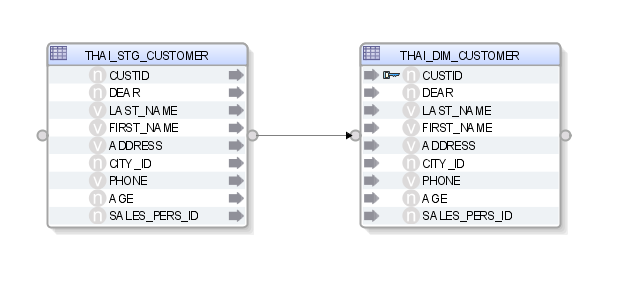 THAI_STG_CUSTOMER
n CUSTID
n DEAR
v LAST_NAME
v FIRST_NAME
v ADDRESS
n CITY_ID
v PHONE
n AGE
n SALES_PERS_ID
THAI_DIM_CUSTOMER
n CUSTID
n DEAR
v LAST_NAME
v FIRST_NAME
v ADDRESS
n CITY_ID
v PHONE
n AGE
n SALES_PERS_ID